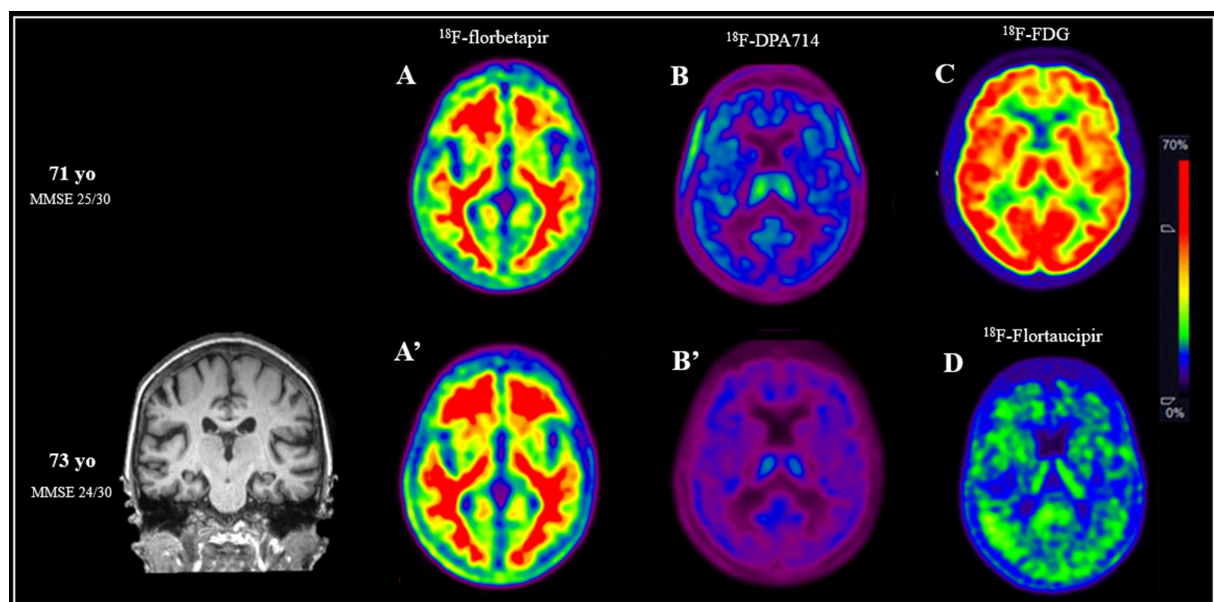 ¹⁸F-florbetapir
¹⁸F-DPA714
¹⁸F-FDG
A
B
C
70%
71 yo
MMSE 25/30
¹⁸F-Flortaucipir
A’
B’
D
0%
73 yo
MMSE 24/30